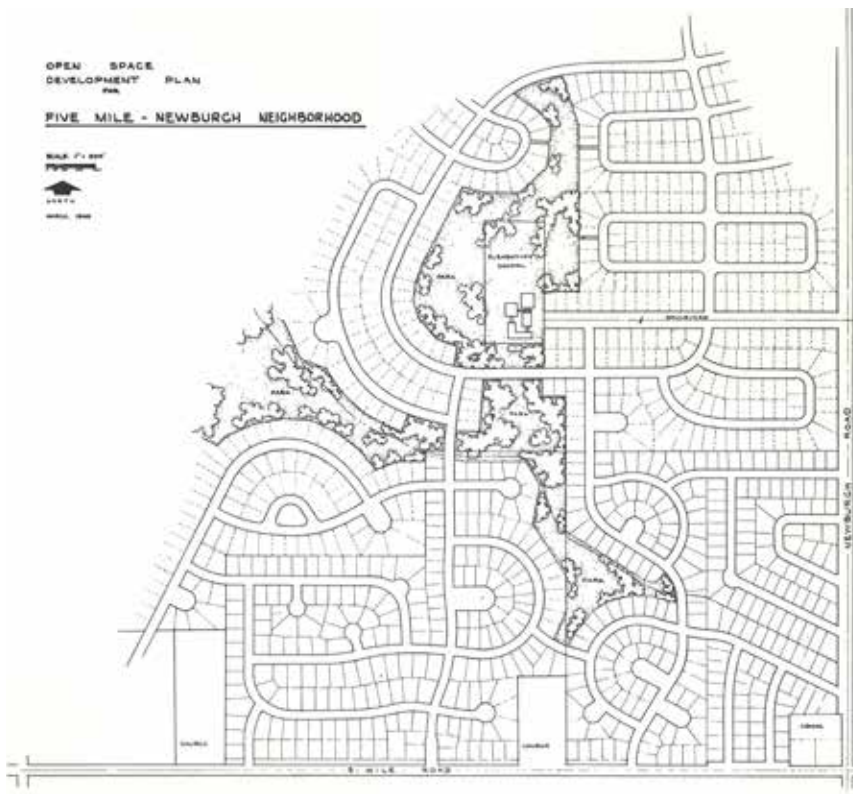 OPEN SPACE
DEVELOPMENT PLAN
FOR
FIVE MILE - NEWBURGH NEIGHBORHOOD
NORTH
ELEMENTARY
SCHOOL
PARK
PARK
PARK
PARK
NEWBURGH ROAD
CHURCH
CHURCH
5 MILE ROAD